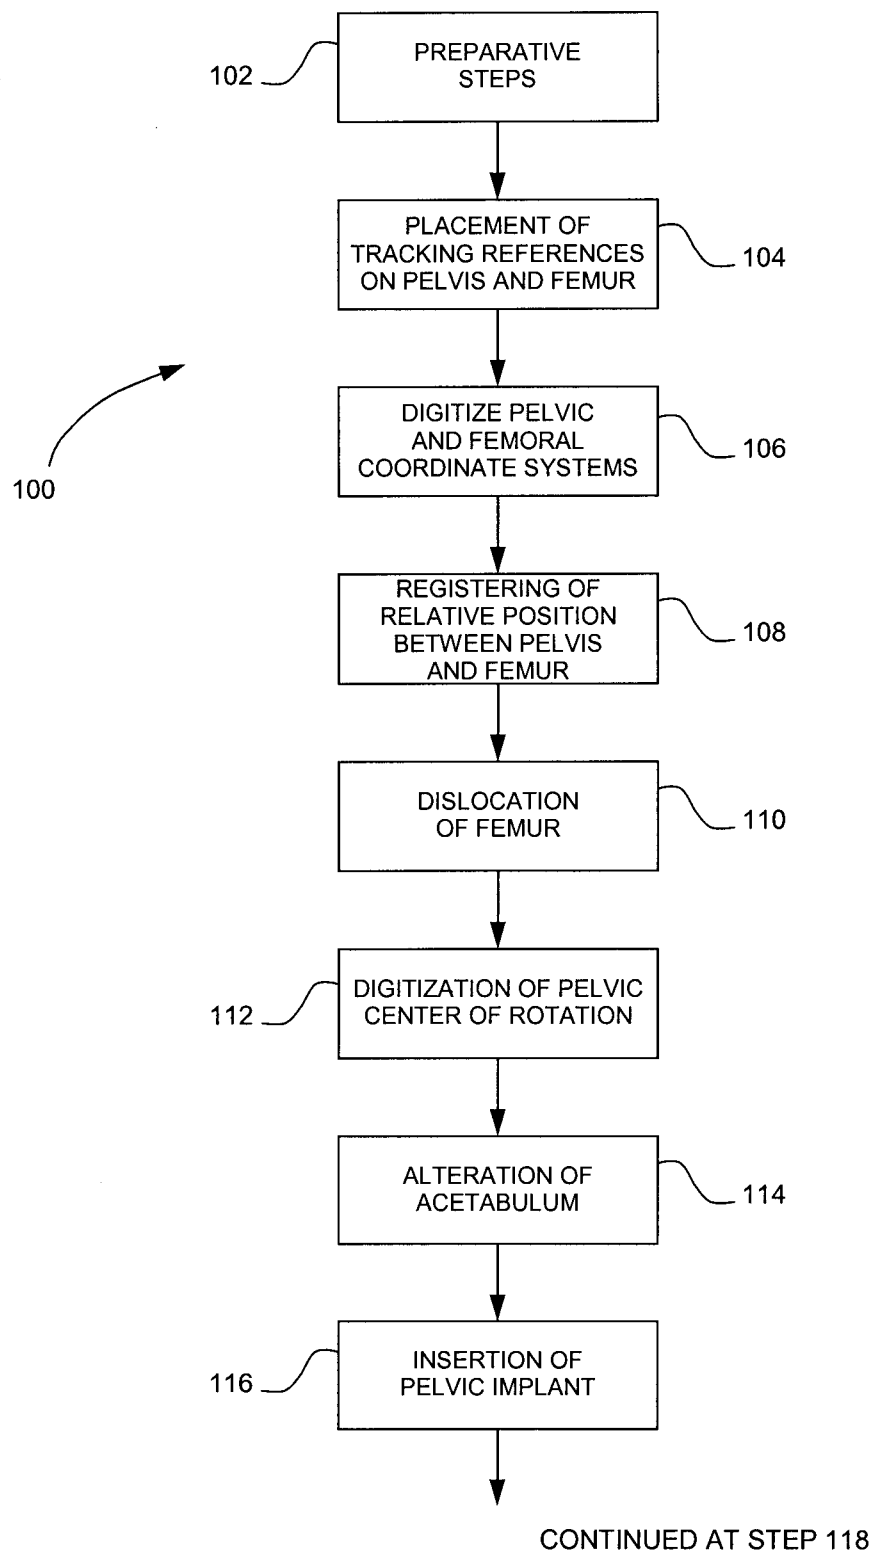 PREPARATIVE
STEPS
102
PLACEMENT OF
TRACKING REFERENCES
ON PELVIS AND FEMUR
104
100
DIGITIZE PELVIC
AND FEMORAL
COORDINATE SYSTEMS
106
REGISTERING OF
RELATIVE POSITION
BETWEEN PELVIS
AND FEMUR
108
DISLOCATION
OF FEMUR
110
DIGITIZATION OF PELVIC
CENTER OF ROTATION
112
ALTERATION OF
ACETABULUM
114
INSERTION OF
PELVIC IMPLANT
116
CONTINUED AT STEP 118